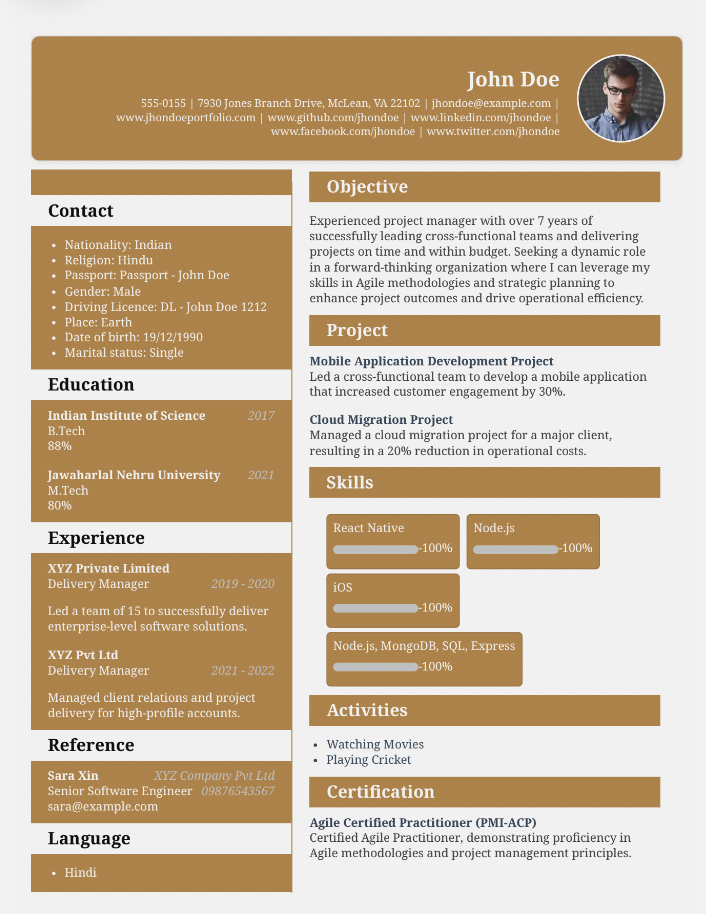 John Doe
555-0155 | 7930 Jones Branch Drive, McLean, VA 22102 | jhondoe@example.com |
www.jhondoeportfolio.com | www.github.com/jhondoe | www.linkedin.com/jhondoe |
www.facebook.com/jhondoe | www.twitter.com/jhondoe
Contact
• Nationality: Indian
• Religion: Hindu
• Passport: Passport - John Doe
• Gender: Male
• Driving Licence: DL - John Doe 1212
• Place: Earth
• Date of birth: 19/12/1990
• Marital status: Single
Education
Indian Institute of Science 2017
B.Tech
88%
Jawaharlal Nehru University 2021
M.Tech
80%
Experience
XYZ Private Limited
Delivery Manager 2019 - 2020
Led a team of 15 to successfully deliver
enterprise-level software solutions.
XYZ Pvt Ltd
Delivery Manager 2021 - 2022
Managed client relations and project
delivery for high-profile accounts.
Reference
Sara Xin XYZ Company Pvt Ltd
Senior Software Engineer 09876543567
sara@example.com
Language
• Hindi
Objective
Experienced project manager with over 7 years of
successfully leading cross-functional teams and delivering
projects on time and within budget. Seeking a dynamic role
in a forward-thinking organization where I can leverage my
skills in Agile methodologies and strategic planning to
enhance project outcomes and drive operational efficiency.
Project
Mobile Application Development Project
Led a cross-functional team to develop a mobile application
that increased customer engagement by 30%.
Cloud Migration Project
Managed a cloud migration project for a major client,
resulting in a 20% reduction in operational costs.
Skills
React Native
-100%
Node.js
-100%
iOS
-100%
Node.js, MongoDB, SQL, Express
-100%
Activities
• Watching Movies
• Playing Cricket
Certification
Agile Certified Practitioner (PMI-ACP)
Certified Agile Practitioner, demonstrating proficiency in
Agile methodologies and project management principles.